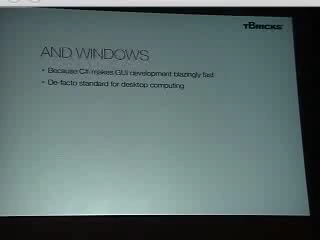 TBRICKS
AND WINDOWS
• Because C# makes GUI development blazingly fast
• De-facto standard for desktop computing